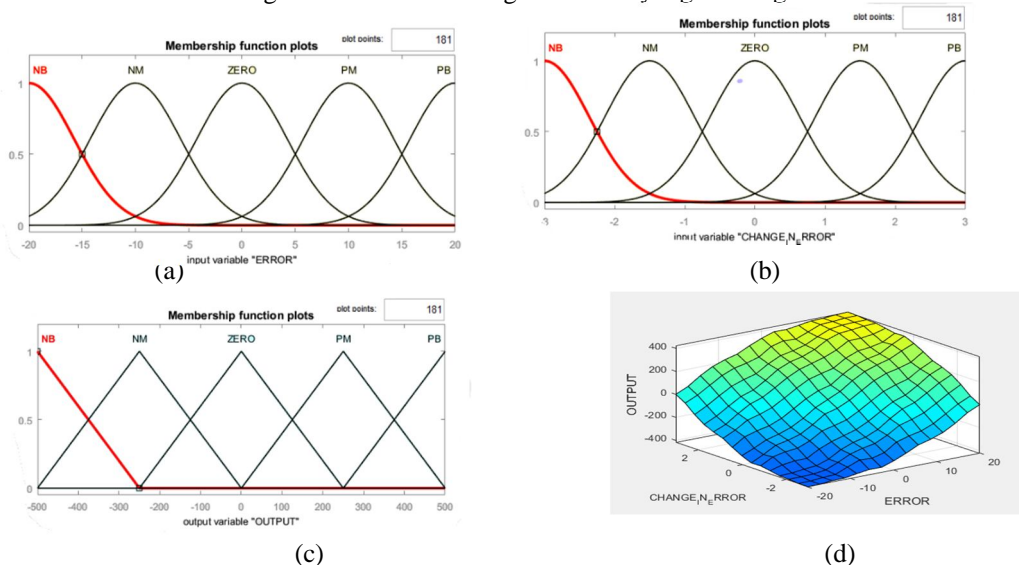 plot points: 181
Membership function plots
NB NM ZERO PM PB
1
0.5
0
-20 -15 -10 -5 0 5 10 15 20
input variable "ERROR"
(a)
plot points: 181
Membership function plots
NB NM ZERO PM PB
1
0.5
0
-3 -2 -1 0 1 2 3
input variable "CHANGE_IN_ERROR"
(b)
plot points: 181
Membership function plots
NB NM ZERO PM PB
1
0.5
0
-500 -400 -300 -200 -100 0 100 200 300 400 500
output variable "OUTPUT"
(c)
400
200
0
-200
-400
OUTPUT
2
0
-2
CHANGE_IN_ERROR
-20
-10
0
10
20
ERROR
(d)